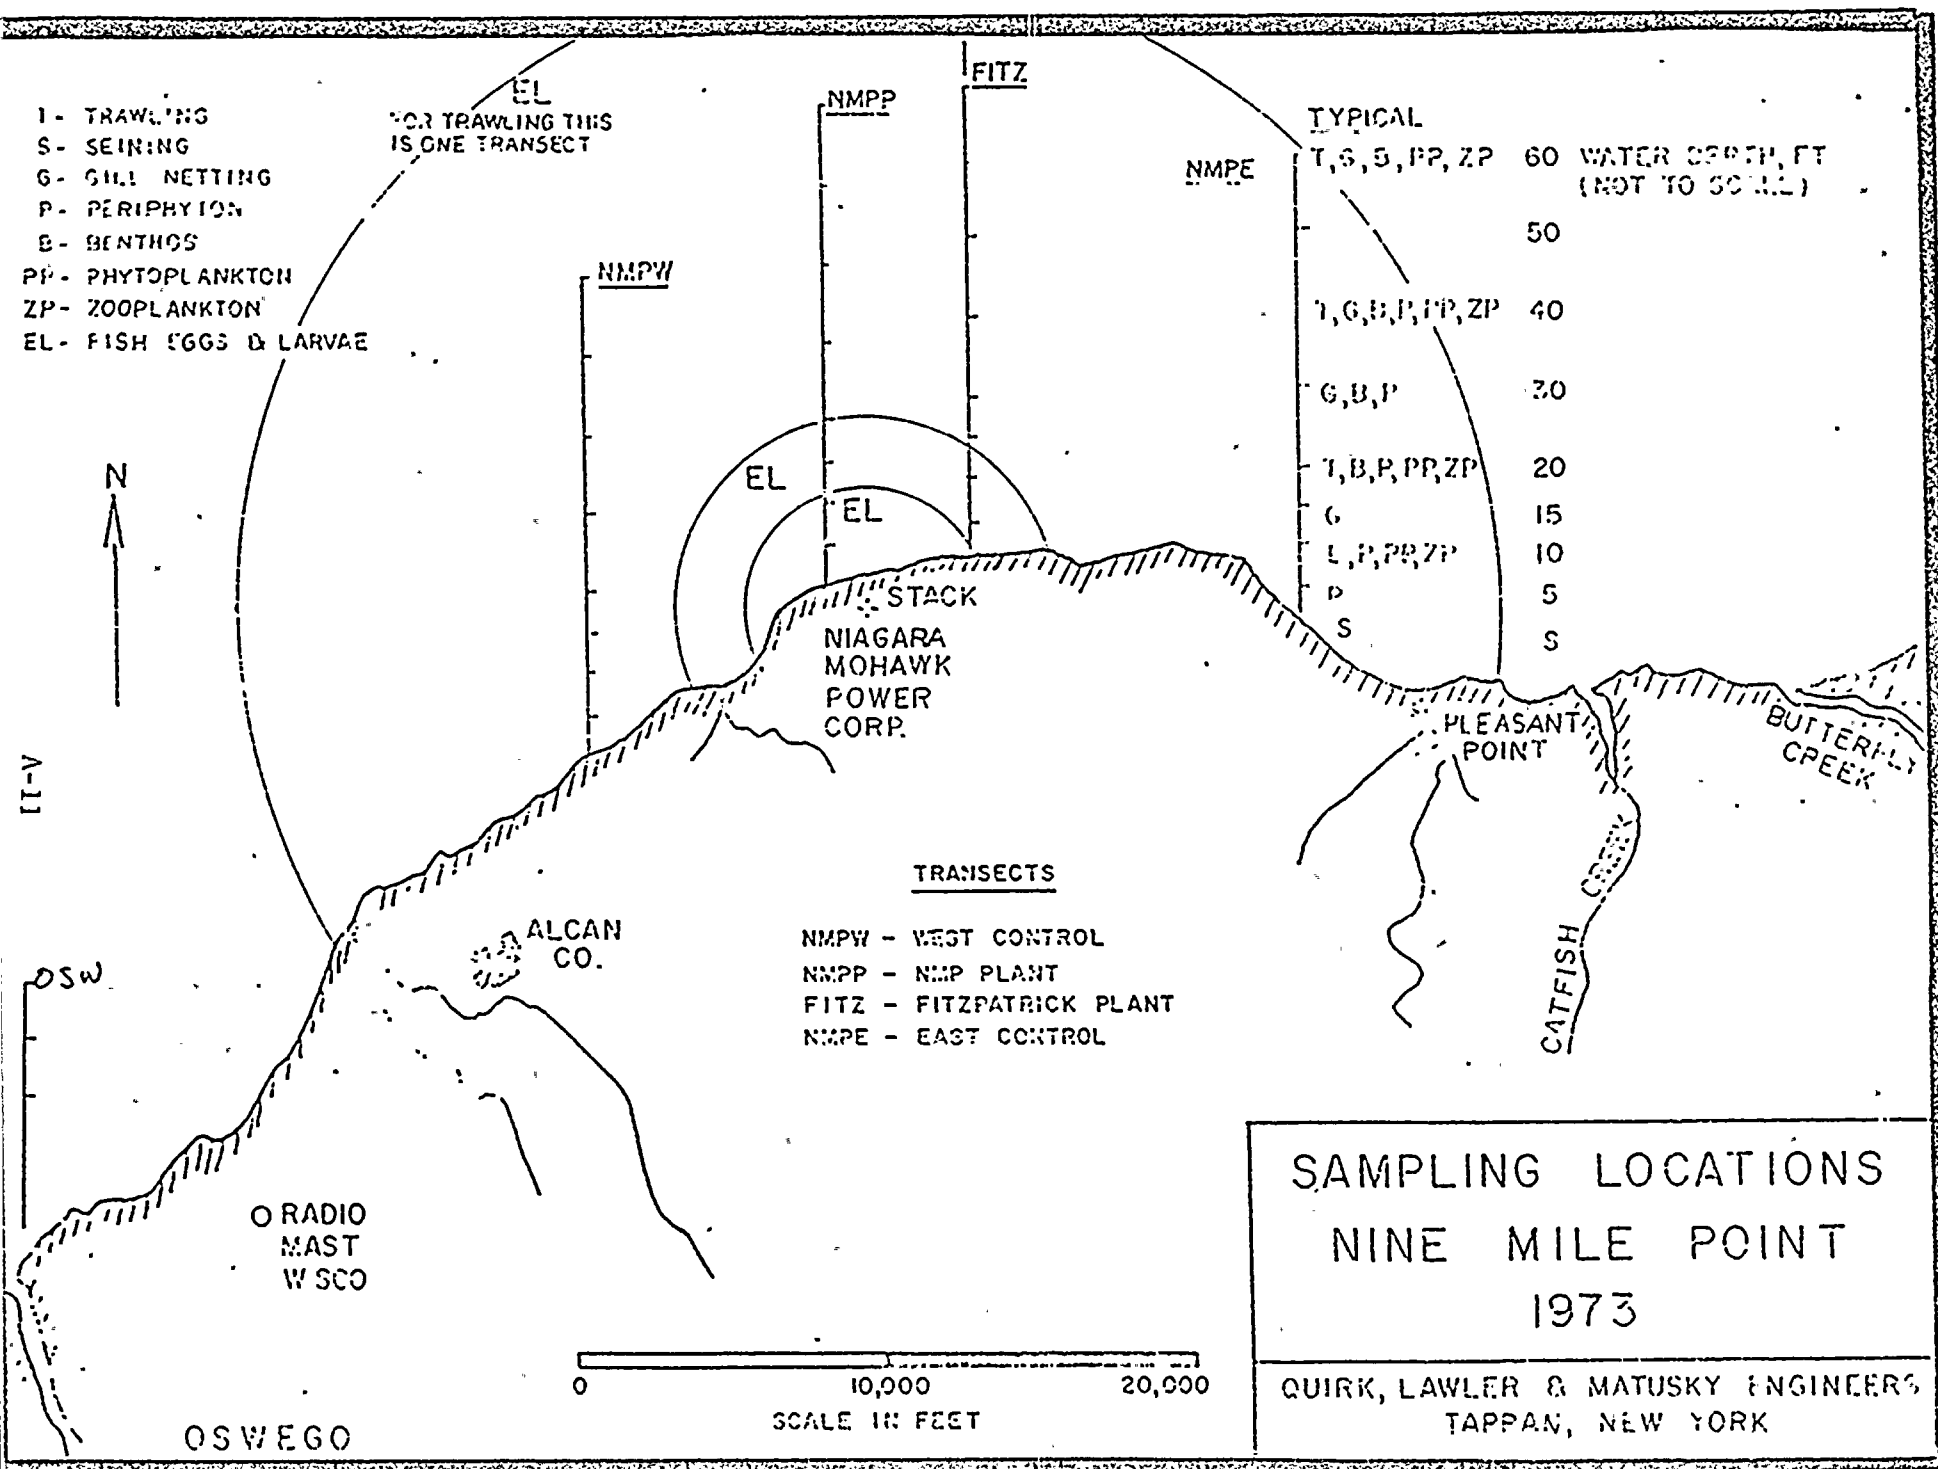 T - TRAWLING
S - SEINING
G - GILL NETTING
P - PERIPHYTON
B - BENTHOS
PP - PHYTOPLANKTON
ZP - ZOOPLANKTON
EL - FISH EGGS & LARVAE
EL
FOR TRAWLING THIS
IS ONE TRANSECT
NMPW
NMPP
FITZ
NMPE
TYPICAL
T, G, B, PP, ZP 60 WATER DEPTH, FT
(NOT TO SCALE)
50
T, G, B, P, PP, ZP 40
G, B, P 30
T, B, P, PP, ZP 20
G 15
P, PP, ZP 10
P 5
S S
EL
EL
N
STACK
NIAGARA
MOHAWK
POWER
CORP.
PLEASANT
POINT
BUTTERFLY
CREEK
CATFISH CREEK
V-II
TRANSECTS
NMPW - WEST CONTROL
NMPP - NMP PLANT
FITZ - FITZPATRICK PLANT
NMPE - EAST CONTROL
ALCAN
CO.
OSW
RADIO
MAST
W SCO
OSWEGO
0 10,000 20,000
SCALE IN FEET
SAMPLING LOCATIONS
NINE MILE POINT
1973
QUIRK, LAWLER & MATUSKY ENGINEERS
TAPPAN, NEW YORK